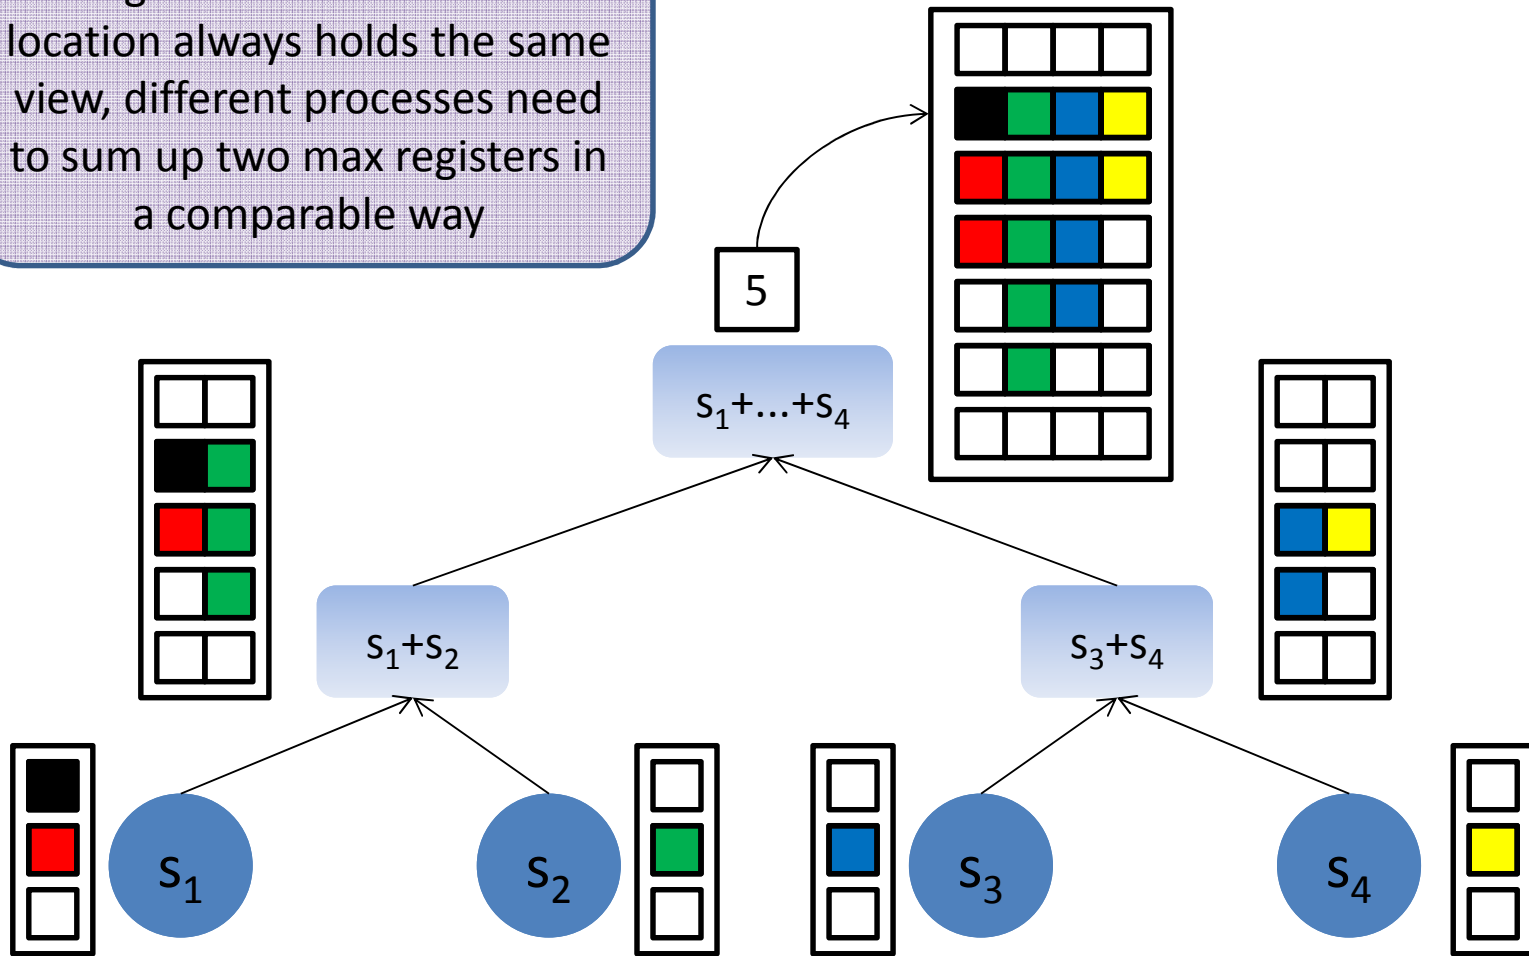 location always holds the same
view, different processes need
to sum up two max registers in
a comparable way
5
s₁+...+s₄
s₁+s₂
s₃+s₄
s₁
s₂
s₃
s₄